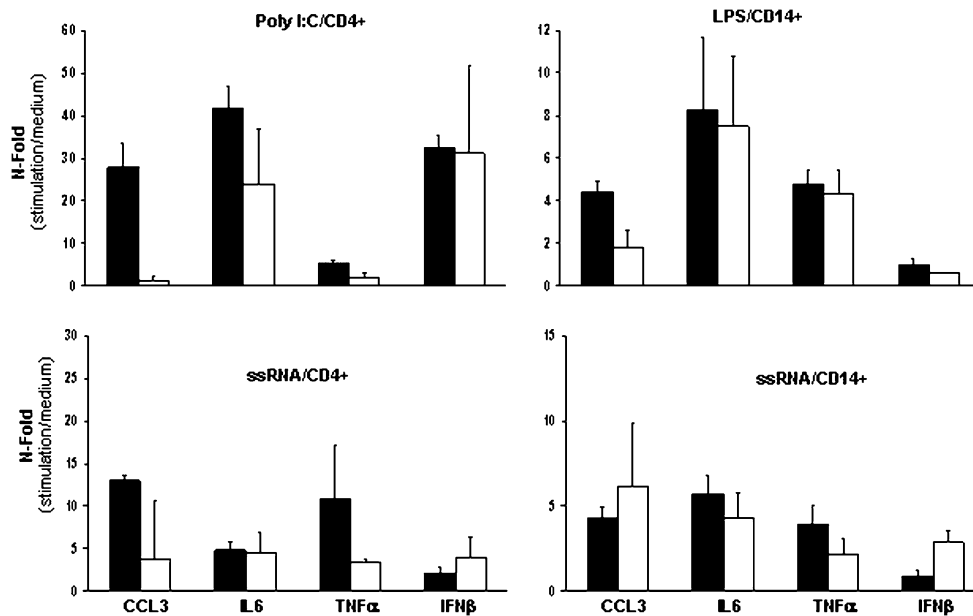 Poly I:C/CD4+
60
50
40
30
20
10
0
N-Fold
(stimulation/medium)
LPS/CD14+
12
10
8
6
4
2
0
ssRNA/CD4+
30
25
20
15
10
5
0
N-Fold
(stimulation/medium)
CCL3 IL6 TNFα IFNβ
ssRNA/CD14+
15
10
5
0
CCL3 IL6 TNFα IFNβ